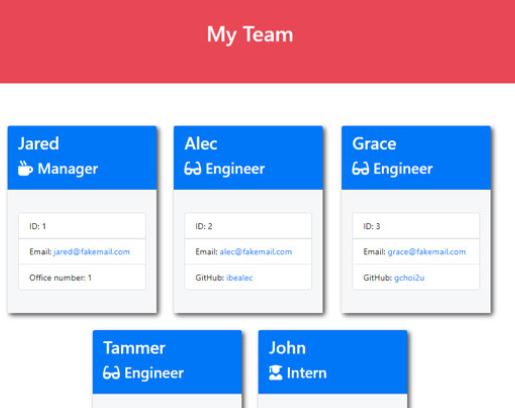 My Team
Jared
Manager
ID: 1
Email: jared@fakemail.com
Office number: 1
Alec
Engineer
ID: 2
Email: alec@fakemail.com
GitHub: ibealec
Grace
Engineer
ID: 3
Email: grace@fakemail.com
GitHub: gchoi2u
Tammer
Engineer
John
Intern